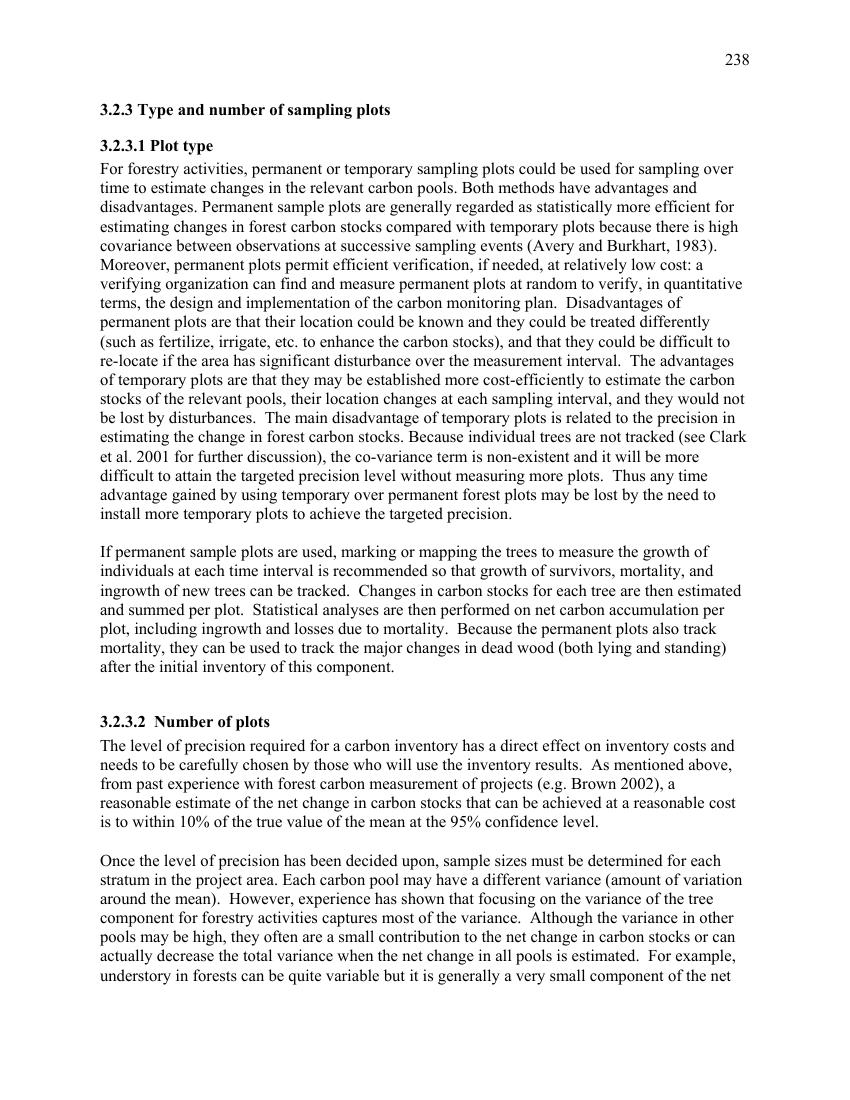 238
3.2.3 Type and number of sampling plots
3.2.3.1 Plot type
For forestry activities, permanent or temporary sampling plots could be used for sampling over
time to estimate changes in the relevant carbon pools. Both methods have advantages and
disadvantages. Permanent sample plots are generally regarded as statistically more efficient for
estimating changes in forest carbon stocks compared with temporary plots because there is high
covariance between observations at successive sampling events (Avery and Burkhart, 1983).
Moreover, permanent plots permit efficient verification, if needed, at relatively low cost: a
verifying organization can find and measure permanent plots at random to verify, in quantitative
terms, the design and implementation of the carbon monitoring plan. Disadvantages of
permanent plots are that their location could be known and they could be treated differently
(such as fertilize, irrigate, etc. to enhance the carbon stocks), and that they could be difficult to
re-locate if the area has significant disturbance over the measurement interval. The advantages
of temporary plots are that they may be established more cost-efficiently to estimate the carbon
stocks of the relevant pools, their location changes at each sampling interval, and they would not
be lost by disturbances. The main disadvantage of temporary plots is related to the precision in
estimating the change in forest carbon stocks. Because individual trees are not tracked (see Clark
et al. 2001 for further discussion), the co-variance term is non-existent and it will be more
difficult to attain the targeted precision level without measuring more plots. Thus any time
advantage gained by using temporary over permanent forest plots may be lost by the need to
install more temporary plots to achieve the targeted precision.
If permanent sample plots are used, marking or mapping the trees to measure the growth of
individuals at each time interval is recommended so that growth of survivors, mortality, and
ingrowth of new trees can be tracked. Changes in carbon stocks for each tree are then estimated
and summed per plot. Statistical analyses are then performed on net carbon accumulation per
plot, including ingrowth and losses due to mortality. Because the permanent plots also track
mortality, they can be used to track the major changes in dead wood (both lying and standing)
after the initial inventory of this component.
3.2.3.2 Number of plots
The level of precision required for a carbon inventory has a direct effect on inventory costs and
needs to be carefully chosen by those who will use the inventory results. As mentioned above,
from past experience with forest carbon measurement of projects (e.g. Brown 2002), a
reasonable estimate of the net change in carbon stocks that can be achieved at a reasonable cost
is to within 10% of the true value of the mean at the 95% confidence level.
Once the level of precision has been decided upon, sample sizes must be determined for each
stratum in the project area. Each carbon pool may have a different variance (amount of variation
around the mean). However, experience has shown that focusing on the variance of the tree
component for forestry activities captures most of the variance. Although the variance in other
pools may be high, they often are a small contribution to the net change in carbon stocks or can
actually decrease the total variance when the net change in all pools is estimated. For example,
understory in forests can be quite variable but it is generally a very small component of the net